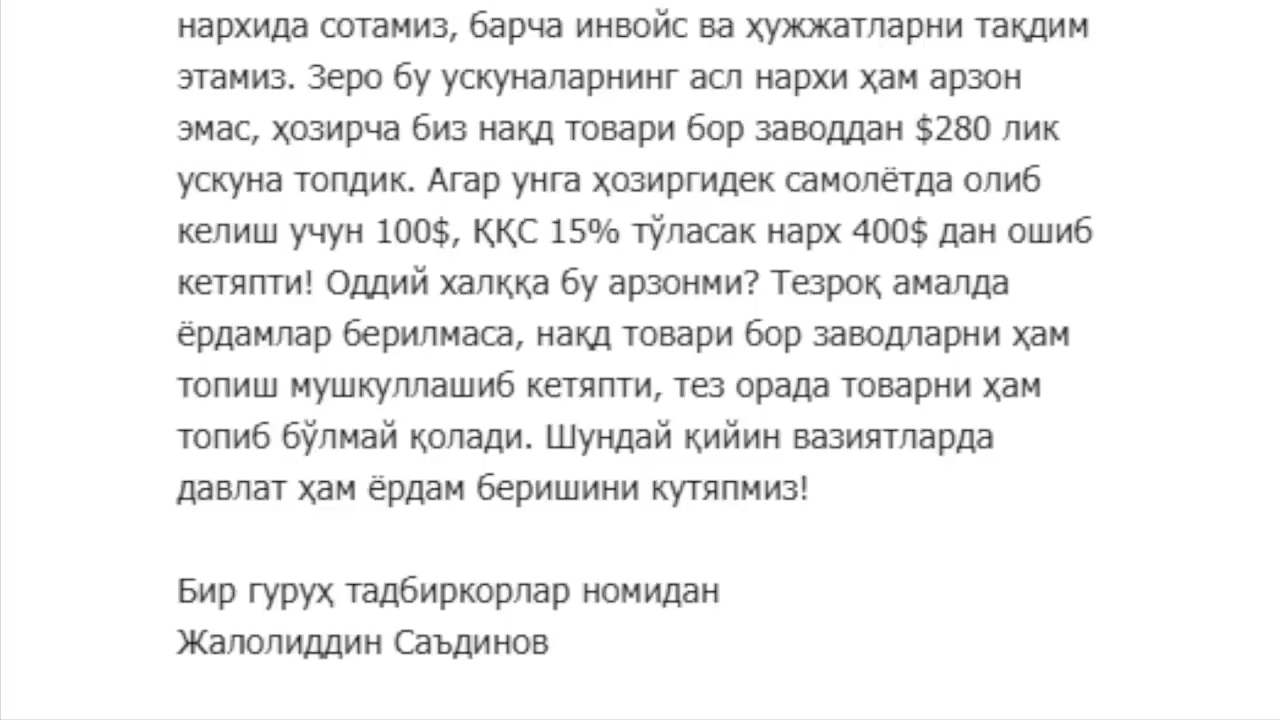 нархида сотамиз, барча инвойс ва ҳужжатларни тақдим
этамиз. Зеро бу ускуналарнинг асл нархи ҳам арзон
эмас, ҳозирча биз нақд товари бор заводдан $280 лик
ускуна топдик. Агар унга ҳозиргидек самолётда олиб
келиш учун 100$, ҚҚС 15% тўласак нарх 400$ дан ошиб
кетяпти! Оддий халққа бу арзонми? Тезроқ амалда
ёрдамлар берилмаса, нақд товари бор заводларни ҳам
топиш мушкуллашиб кетяпти, тез орада товарни ҳам
топиб бўлмай қолади. Шундай қийин вазиятларда
давлат ҳам ёрдам беришини кутяпмиз!
Бир гуруҳ тадбиркорлар номидан
Жалолиддин Саъдинов